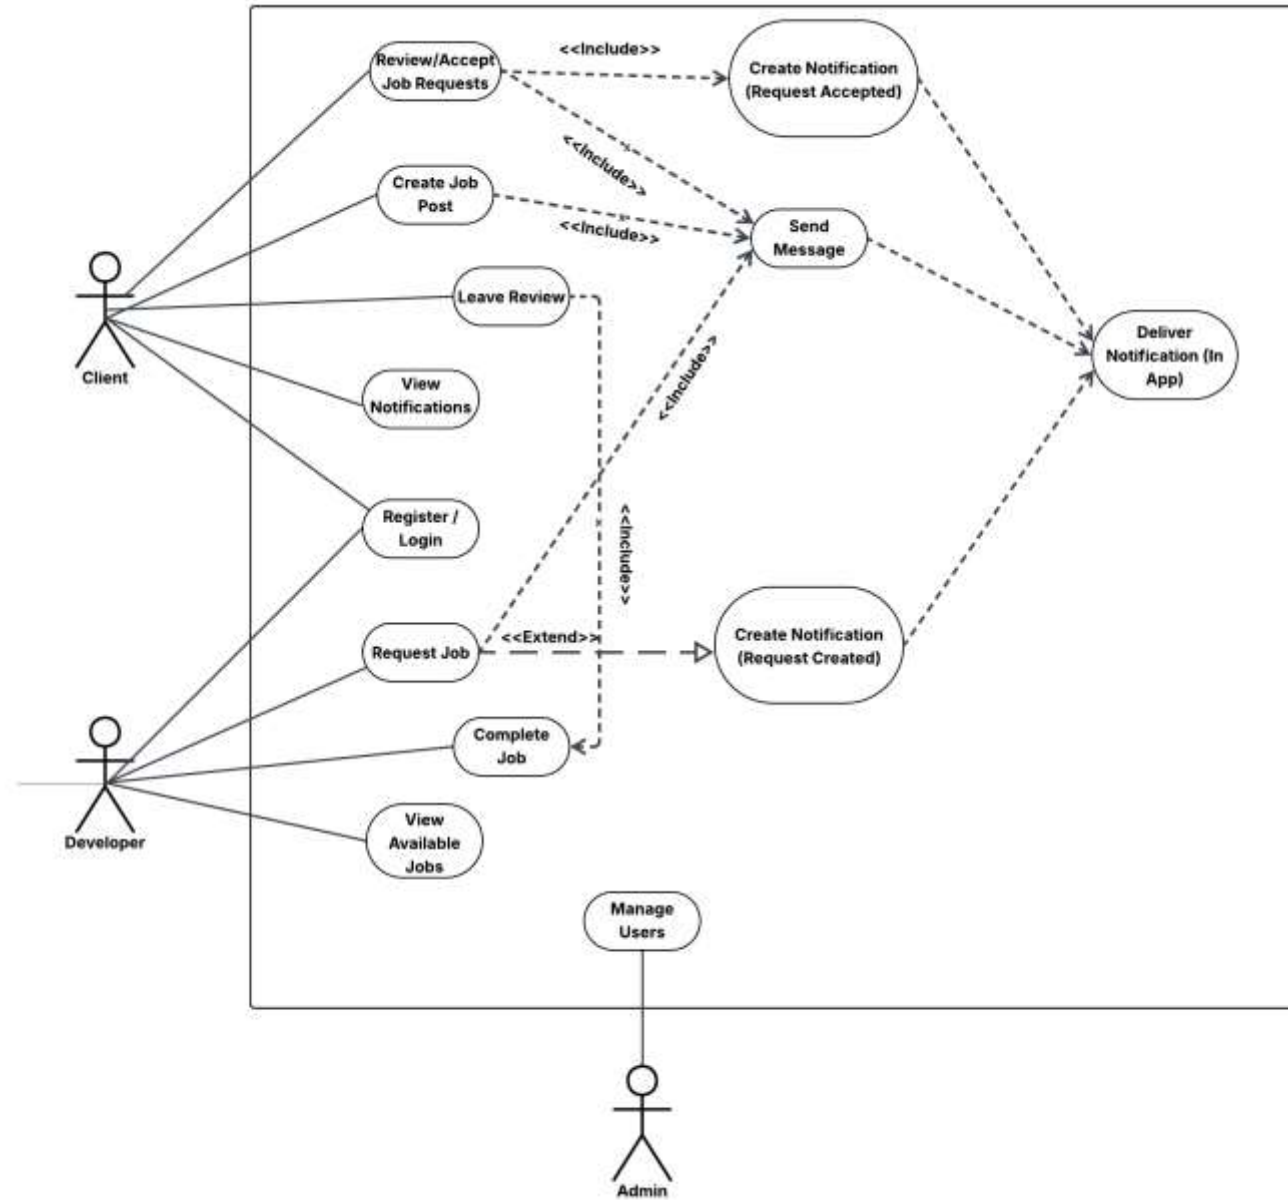 Review/Accept
Job Requests
<<Include>>
Create Notification
(Request Accepted)
<<Include>>
Create Job
Post
<<Include>>
Send
Message
Leave Review
Client
View
Notifications
<<Include>>
Deliver
Notification (In
App)
Register /
Login
<<Include>>
Request Job
<<Extend>>
Create Notification
(Request Created)
Complete
Job
Developer
View
Available
Jobs
Manage
Users
Admin